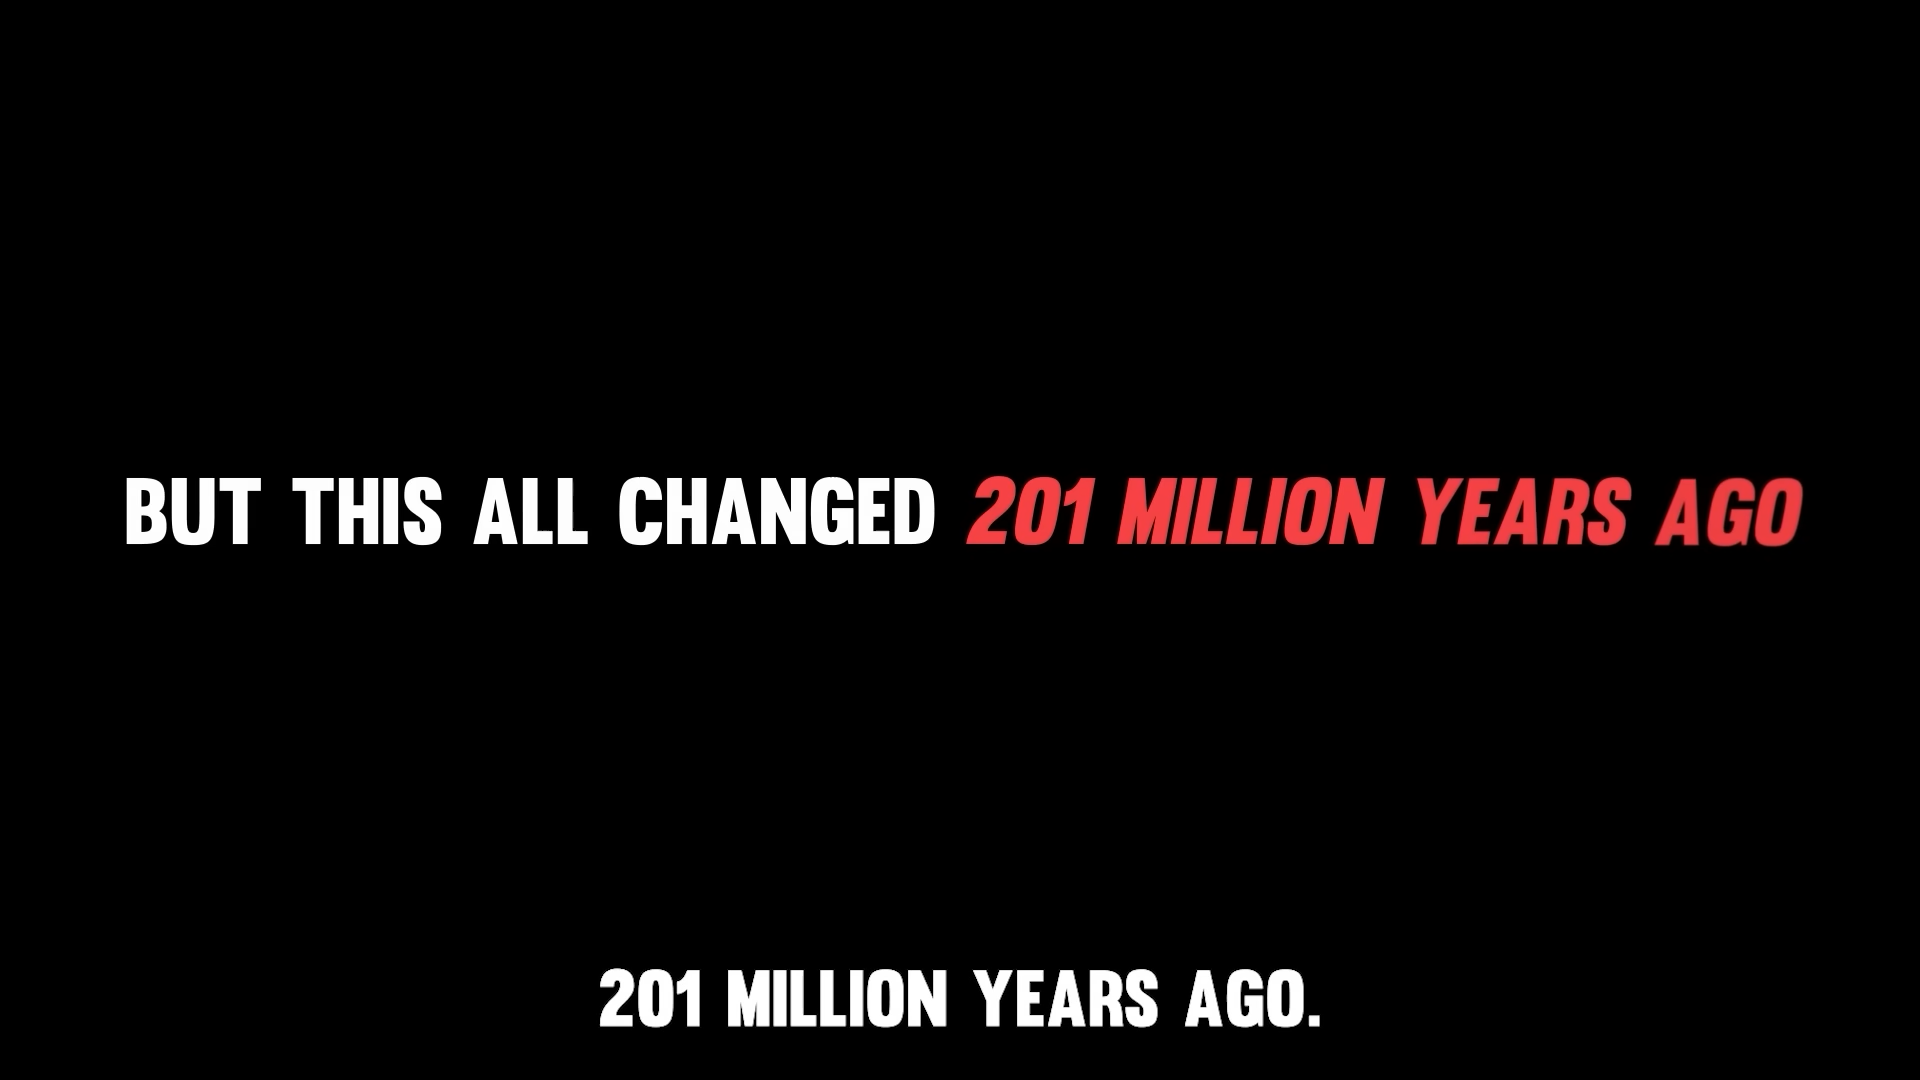 BUT THIS ALL CHANGED 201 MILLION YEARS AGO
201 MILLION YEARS AGO.